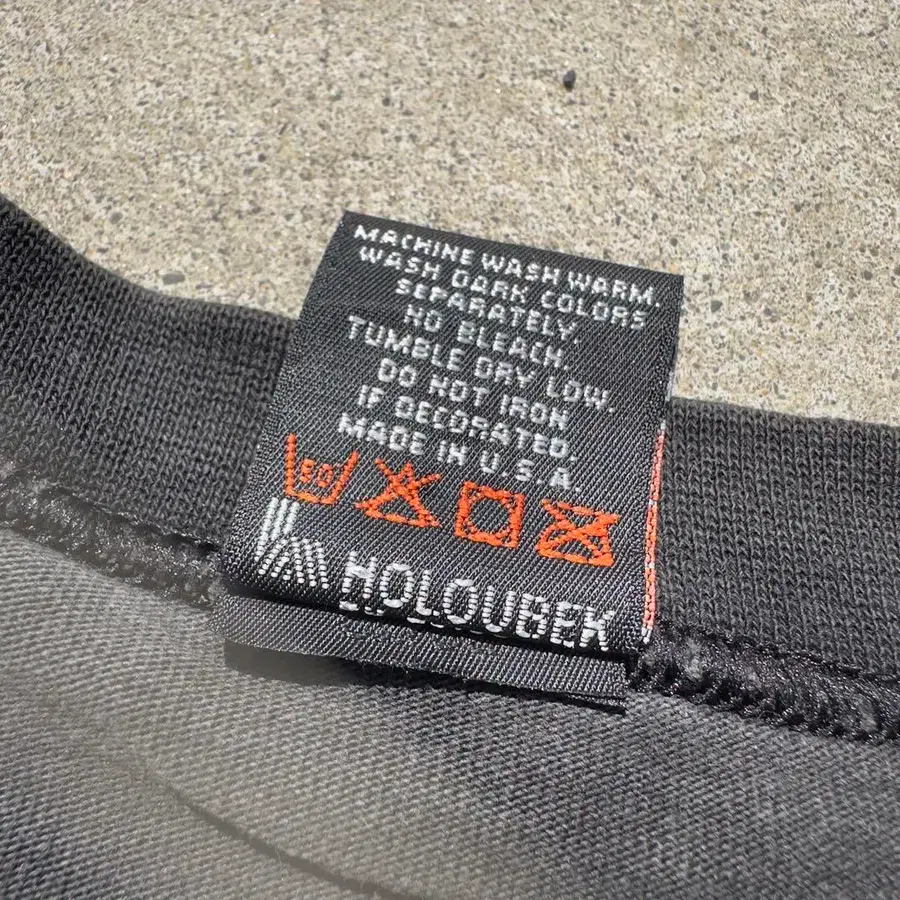 MACHINE WASH WARM.
WASH DARK COLORS
SEPARATELY.
NO BLEACH.
TUMBLE DRY LOW.
DO NOT IRON
IF DECORATED.
MADE IN U.S.A.
50
HOLOUBEK